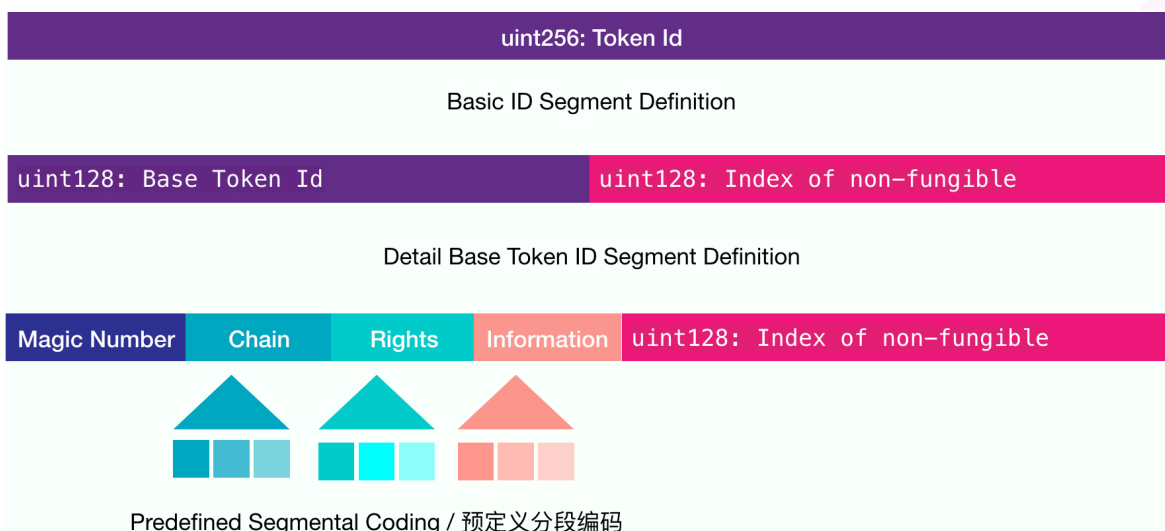 uint256: Token Id
Basic ID Segment Definition
uint128: Base Token Id uint128: Index of non-fungible
Detail Base Token ID Segment Definition
Magic Number Chain Rights Information uint128: Index of non-fungible
Predefined Segmental Coding / 预定义分段编码